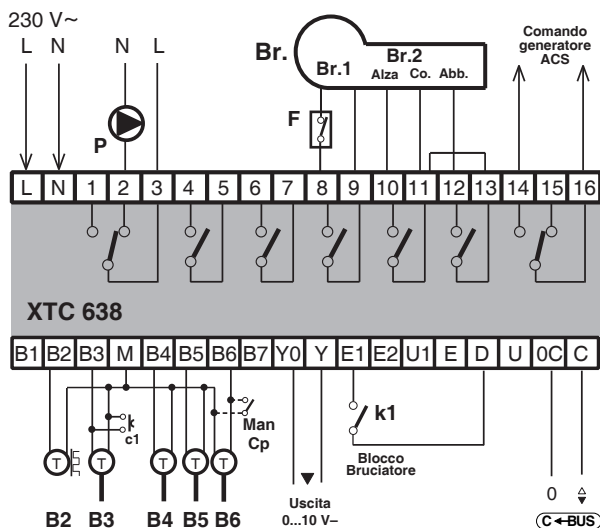 230 V~
L N N L
Br.
Br.1
Br.2
Alza Co. Abb.
Comando
generatore
ACS
P
F
L N 1 2 3 4 5 6 7 8 9 10 11 12 13 14 15 16
XTC 638
B1 B2 B3 M B4 B5 B6 B7 Y0 Y E1 E2 U1 E D U 0C C
c1
Man
Cp
k1
Blocco
Bruciatore
T T T T T
B2 B3 B4 B5 B6
Uscita
0...10 V–
0
C BUS